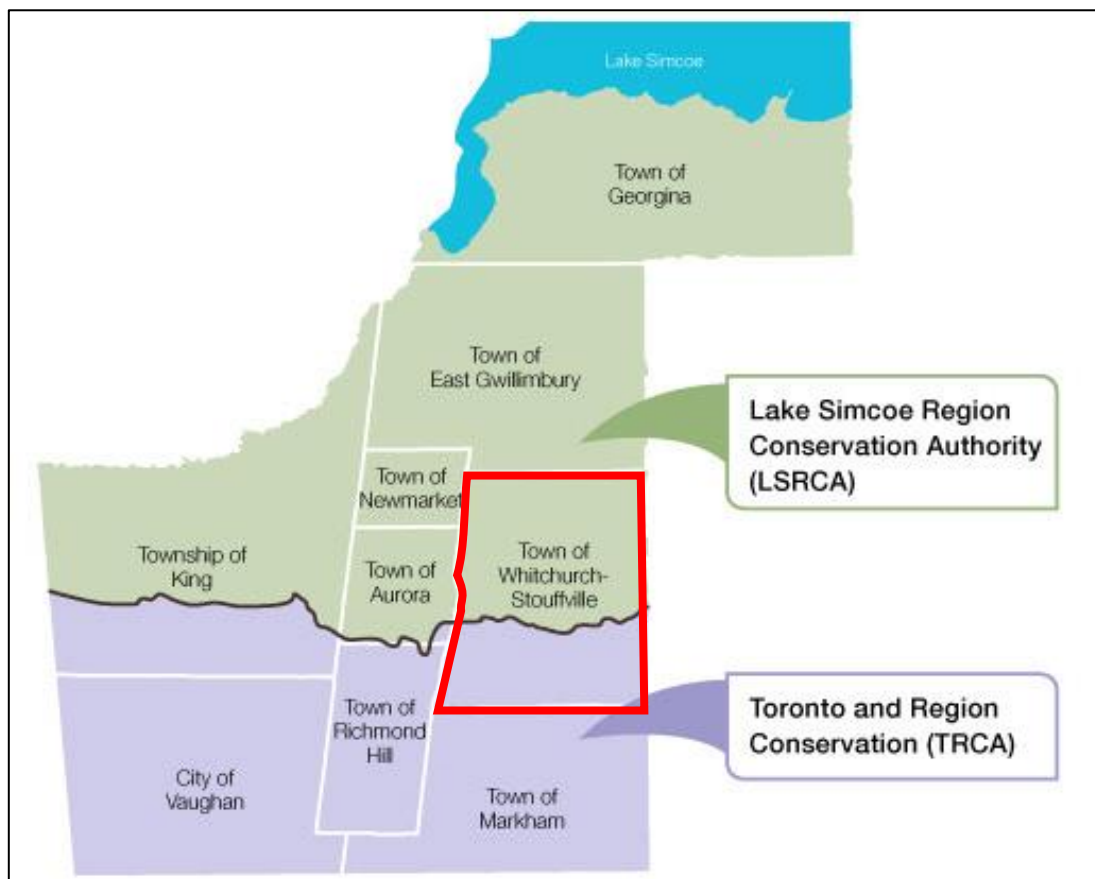 Lake Simcoe
Town of
Georgina
Town of
East Gwillimbury
Lake Simcoe Region
Conservation Authority
(LSRCA)
Town of
Newmarket
Township of
King
Town of
Aurora
Town of
Whitchurch-
Stouffville
Town of
Richmond
Hill
Toronto and Region
Conservation (TRCA)
City of
Vaughan
Town of
Markham